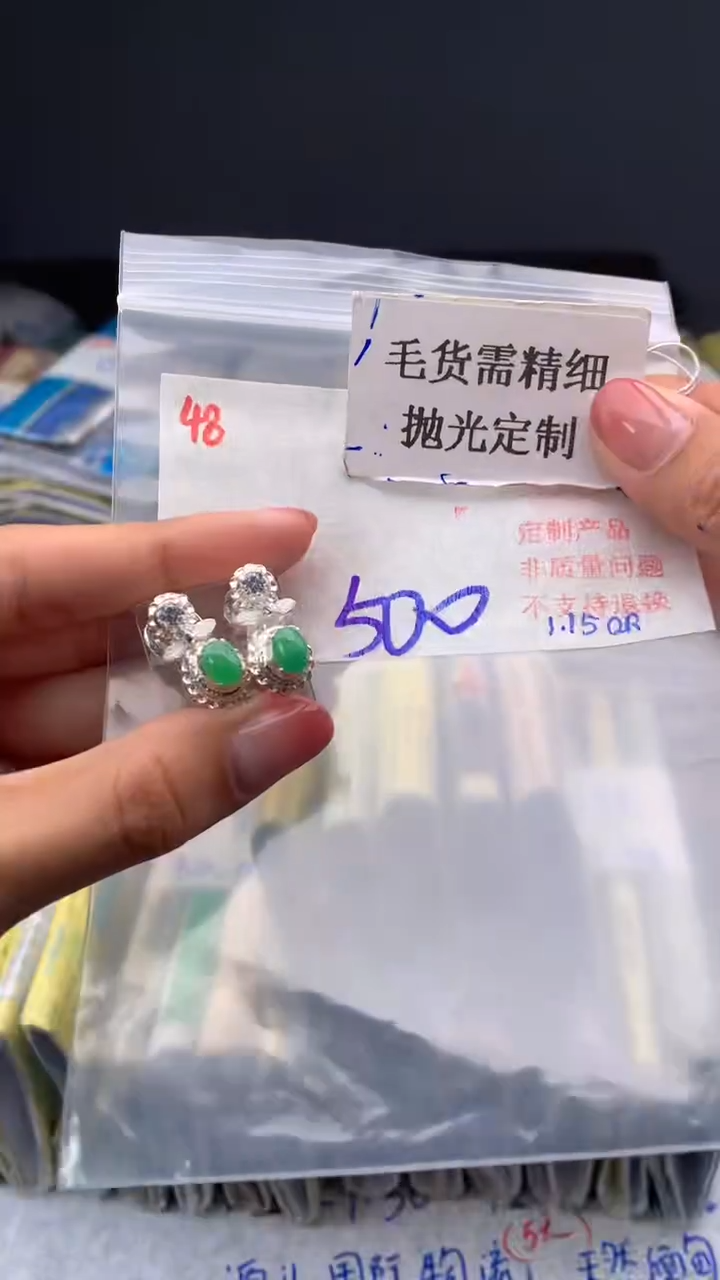 毛货需精细
抛光定制
48
定制产品
非质量问题
不支持退换
500
1.15QR